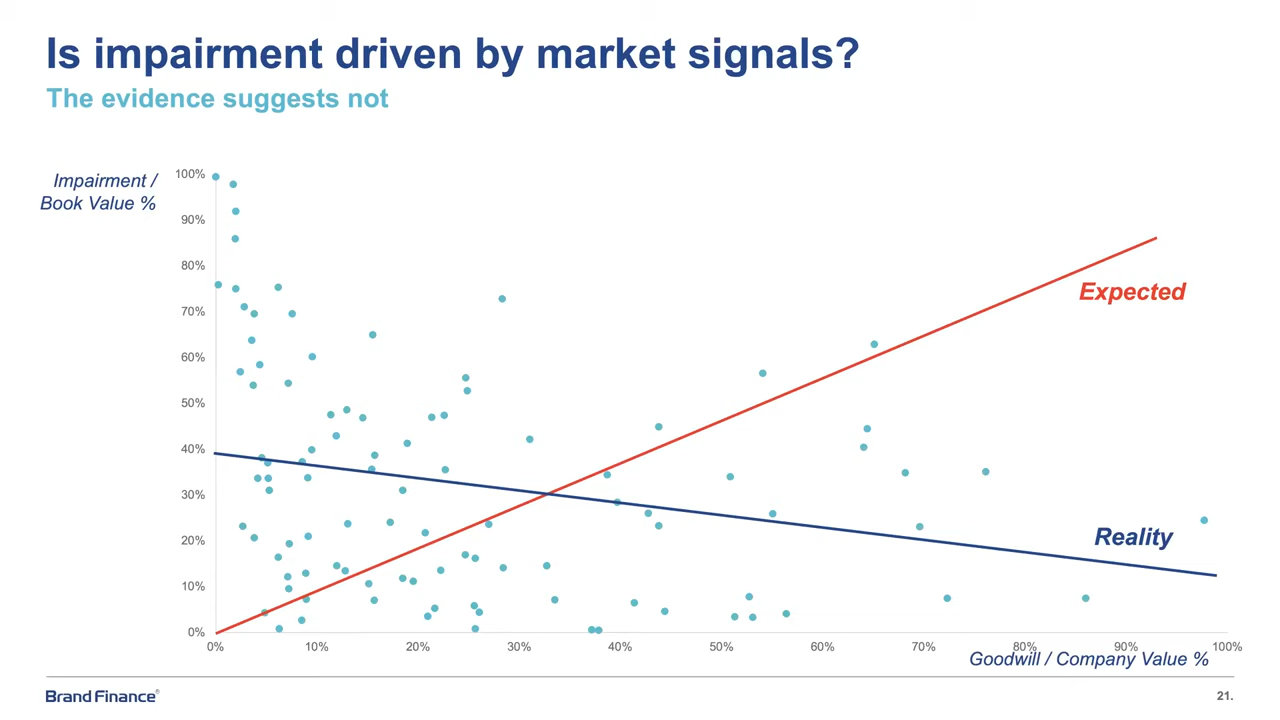 Is impairment driven by market signals?
The evidence suggests not
Impairment /
Book Value %
100%
90%
80%
70%
60%
50%
40%
30%
20%
10%
0%
Expected
Reality
0%
10%
20%
30%
40%
50%
60%
70%
80%
90%
100%
Goodwill / Company Value %
Brand Finance®
21.